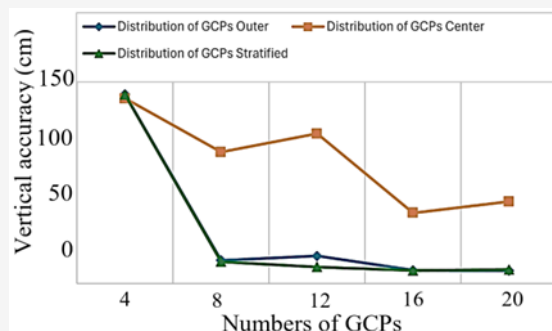 Distribution of GCPs Outer
Distribution of GCPs Center
Distribution of GCPs Stratified
Vertical accuracy (cm)
150
100
50
0
4 8 12 16 20
Numbers of GCPs